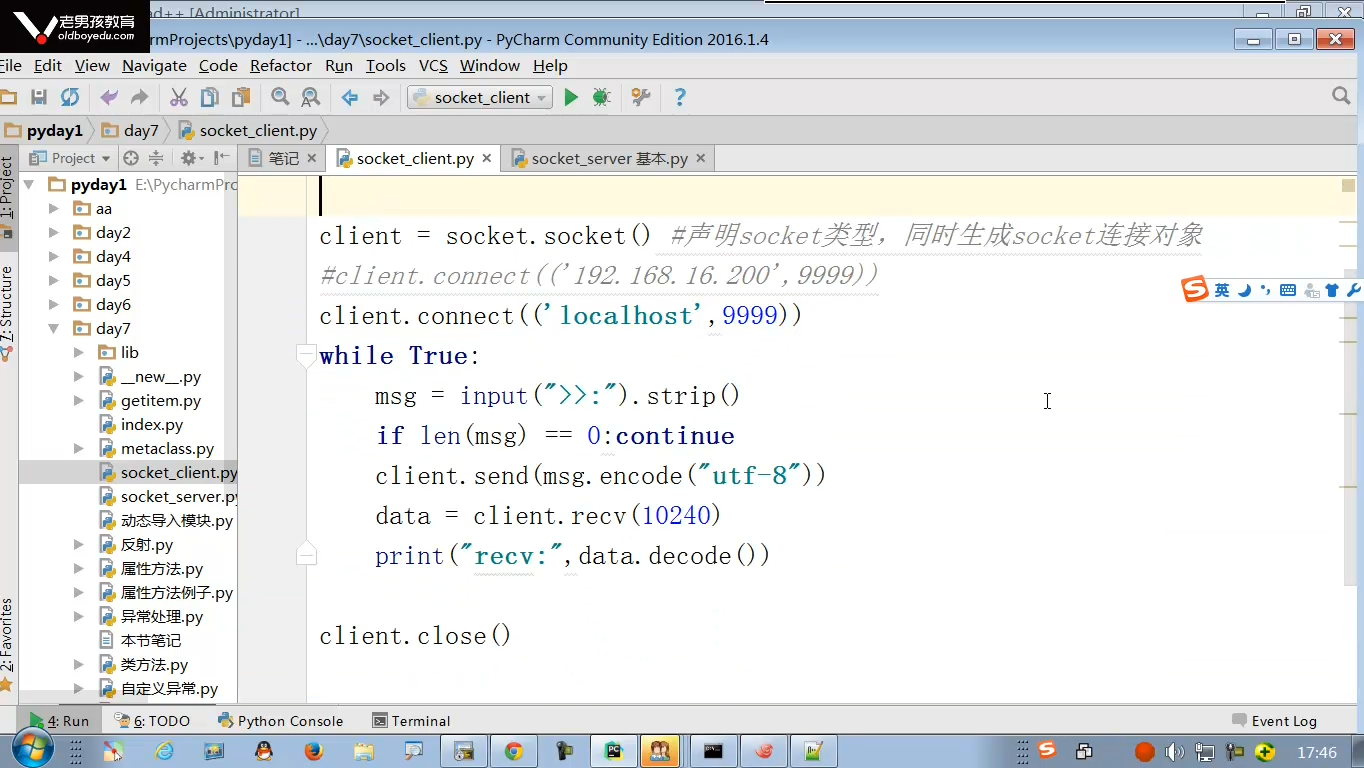 ad++ [Administrator]
老男孩教育
oldboyedu.com
rmProjects\pyday1] - ...\day7\socket_client.py - PyCharm Community Edition 2016.1.4
File Edit View Navigate Code Refactor Run Tools VCS Window Help
socket_client
pyday1 day7 socket_client.py
Project 笔记 socket_client.py socket_server 基本.py
1: Project
Z: Structure
2: Favorites
pyday1 E:\PycharmPro
aa
day2
day4
day5
day6
day7
lib
__new__.py
getitem.py
index.py
metaclass.py
socket_client.py
socket_server.py
动态导入模块.py
反射.py
属性方法.py
属性方法例子.py
异常处理.py
本节笔记
类方法.py
自定义异常.py
client = socket.socket() #声明socket类型，同时生成socket连接对象
#client.connect(('192.168.16.200',9999))
client.connect(('localhost',9999))
while True:
    msg = input(">>:").strip()
    if len(msg) == 0:continue
    client.send(msg.encode("utf-8"))
    data = client.recv(10240)
    print("recv:",data.decode())
client.close()
英
4: Run 6: TODO Python Console Terminal Event Log
17:46